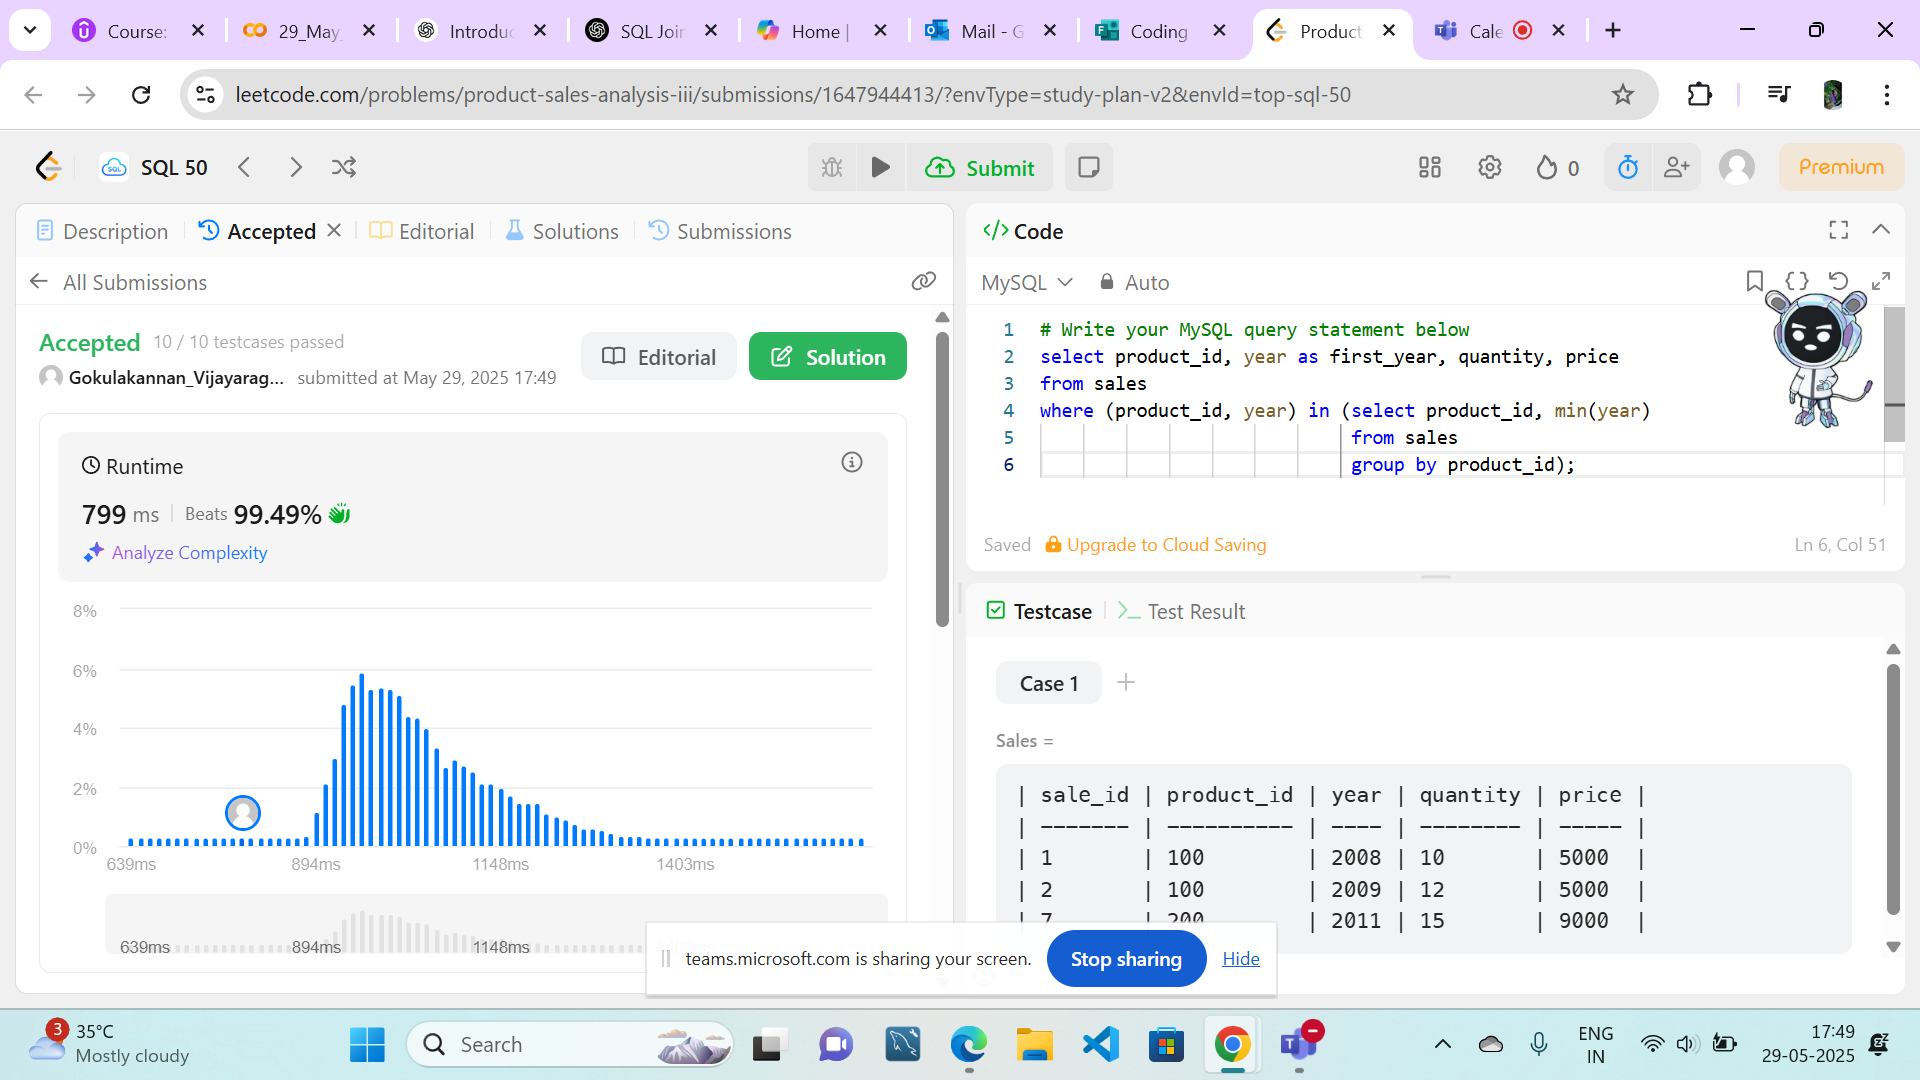 Course:
29_May_
Introduc
SQL Join
Home |
Mail - G
Coding
Product
Cale
leetcode.com/problems/product-sales-analysis-iii/submissions/1647944413/?envType=study-plan-v2&envId=top-sql-50
SQL 50
Submit
0
Premium
Description
Accepted
Editorial
Solutions
Submissions
All Submissions
Accepted 10 / 10 testcases passed
Gokulakannan_Vijayarag... submitted at May 29, 2025 17:49
Editorial
Solution
Runtime
799 ms Beats 99.49%
Analyze Complexity
8%
6%
4%
2%
0%
639ms 894ms 1148ms 1403ms
639ms 894ms 1148ms
</> Code
MySQL Auto
1 # Write your MySQL query statement below
2 select product_id, year as first_year, quantity, price
3 from sales
4 where (product_id, year) in (select product_id, min(year)
5 from sales
6 group by product_id);
Saved Upgrade to Cloud Saving Ln 6, Col 51
Testcase
Test Result
Case 1
Sales =
| sale_id | product_id | year | quantity | price |
| ------- | ---------- | ---- | -------- | ----- |
| 1 | 100 | 2008 | 10 | 5000 |
| 2 | 100 | 2009 | 12 | 5000 |
| 7 | 200 | 2011 | 15 | 9000 |
teams.microsoft.com is sharing your screen. Stop sharing Hide
3
35°C
Mostly cloudy
Search
ENG
IN
17:49
29-05-2025